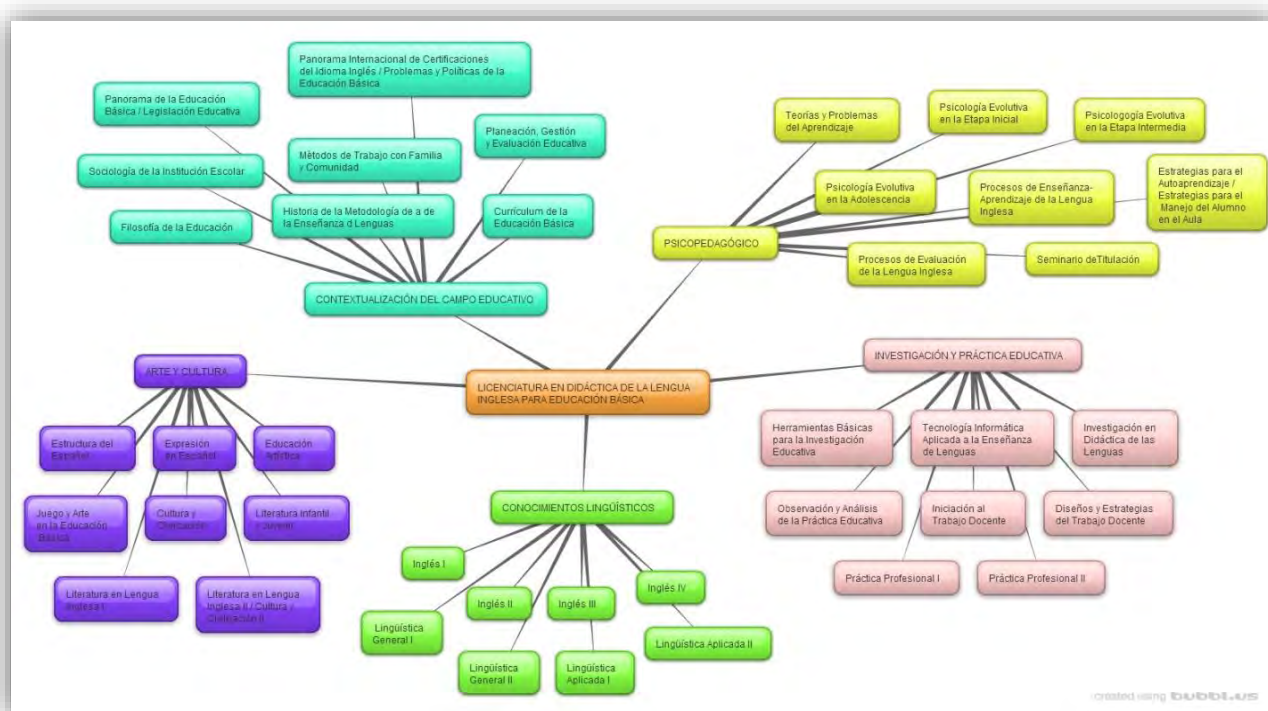 Panorama Internacional de Certificaciones
del Idioma Inglés / Problemas y Políticas de la
Educación Básica
Panorama de la Educación
Básica / Legislación Educativa
Planeación, Gestión
y Evaluación Educativa
Métodos de Trabajo con Familia
y Comunidad
Sociología de la Institución Escolar
Historia de la Metodología de a de
la Enseñanza d Lenguas
Currículum de la
Educación Básica
Filosofía de la Educación
CONTEXTUALIZACIÓN DEL CAMPO EDUCATIVO
Teorías y Problemas
del Aprendizaje
Psicología Evolutiva
en la Etapa Inicial
Psicologogía Evolutiva
en la Etapa Intermedia
Psicología Evolutiva
en la Adolescencia
Procesos de Enseñanza-
Aprendizaje de la Lengua
Inglesa
Estrategias para el
Autoaprendizaje /
Estrategias para el
Manejo del Alumno
en el Aula
PSICOPEDAGÓGICO
Procesos de Evaluación
de la Lengua Inglesa
Seminario deTitulación
LICENCIATURA EN DIDÁCTICA DE LA LENGUA
INGLESA PARA EDUCACIÓN BÁSICA
ARTE Y CULTURA
Estructura del
Español
Expresión
en Español
Educación
Artística
Juego y Arte
en la Educación
Básica
Cultura y
Civilización
Literatura Infantil
y Juvenil
Literatura en Lengua
Inglesa I
Literatura en Lengua
Inglesa II / Cultura y
Civilización II
CONOCIMIENTOS LINGÜÍSTICOS
Inglés I
Inglés II
Inglés III
Inglés IV
Lingüística
General I
Lingüística
General II
Lingüística
Aplicada I
Lingüística Aplicada II
INVESTIGACIÓN Y PRÁCTICA EDUCATIVA
Herramientas Básicas
para la Investigación
Educativa
Tecnología Informática
Aplicada a la Enseñanza
de Lenguas
Investigación en
Didáctica de las
Lenguas
Observación y Análisis
de la Práctica Educativa
Iniciación al
Trabajo Docente
Diseños y Estrategias
del Trabajo Docente
Práctica Profesional I
Práctica Profesional II
created using bubbl.us